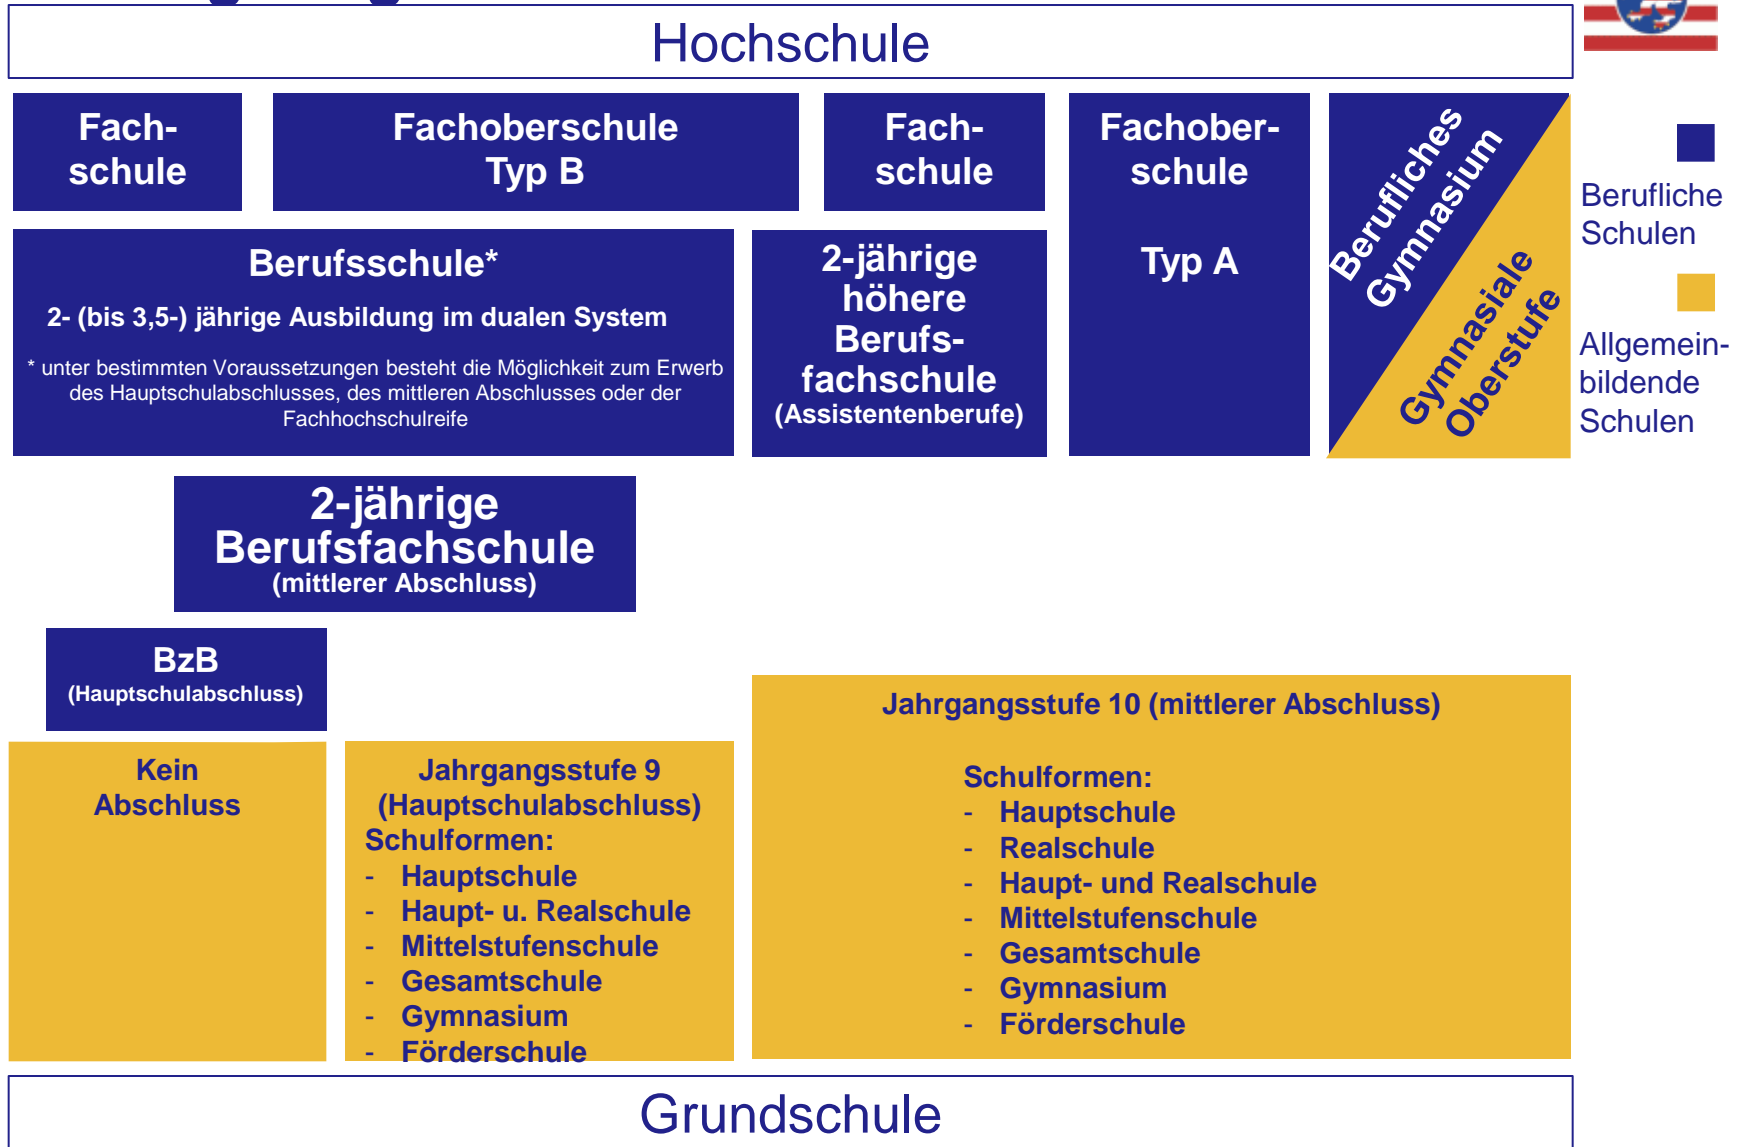 Hochschule
Fach-
schule
Fachoberschule
Typ B
Fach-
schule
Fachober-
schule
Typ A
Berufliches
Gymnasium
Gymnasiale
Oberstufe
Berufliche
Schulen
Allgemein-
bildende
Schulen
Berufsschule*
2- (bis 3,5-) jährige Ausbildung im dualen System
* unter bestimmten Voraussetzungen besteht die Möglichkeit zum Erwerb
des Hauptschulabschlusses, des mittleren Abschlusses oder der
Fachhochschulreife
2-jährige
höhere
Berufs-
fachschule
(Assistentenberufe)
2-jährige
Berufsfachschule
(mittlerer Abschluss)
BzB
(Hauptschulabschluss)
Kein
Abschluss
Jahrgangsstufe 9
(Hauptschulabschluss)
Schulformen:
- Hauptschule
- Haupt- u. Realschule
- Mittelstufenschule
- Gesamtschule
- Gymnasium
- Förderschule
Jahrgangsstufe 10 (mittlerer Abschluss)
Schulformen:
- Hauptschule
- Realschule
- Haupt- und Realschule
- Mittelstufenschule
- Gesamtschule
- Gymnasium
- Förderschule
Grundschule